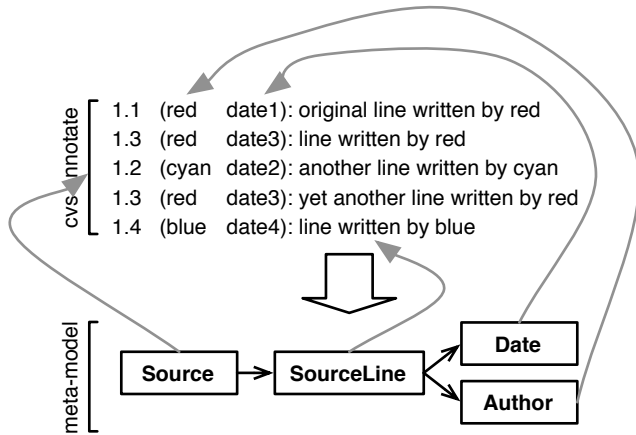 1.1 (red date1): original line written by red
1.3 (red date3): line written by red
1.2 (cyan date2): another line written by cyan
1.3 (red date3): yet another line written by red
1.4 (blue date4): line written by blue
cvs annotate
meta-model
Source
SourceLine
Date
Author